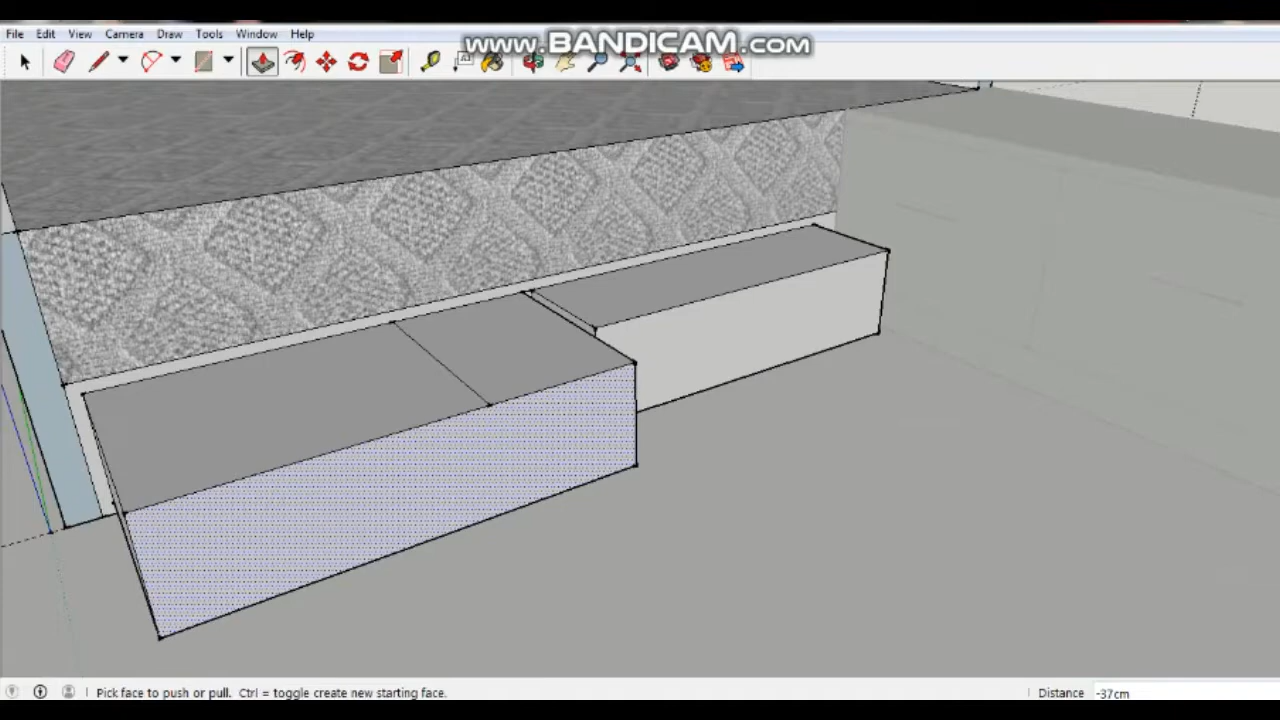 File Edit View Camera Draw Tools Window Help
www.BANDICAM.com
A1
Pick face to push or pull. Ctrl = toggle create new starting face.
Distance -37cm